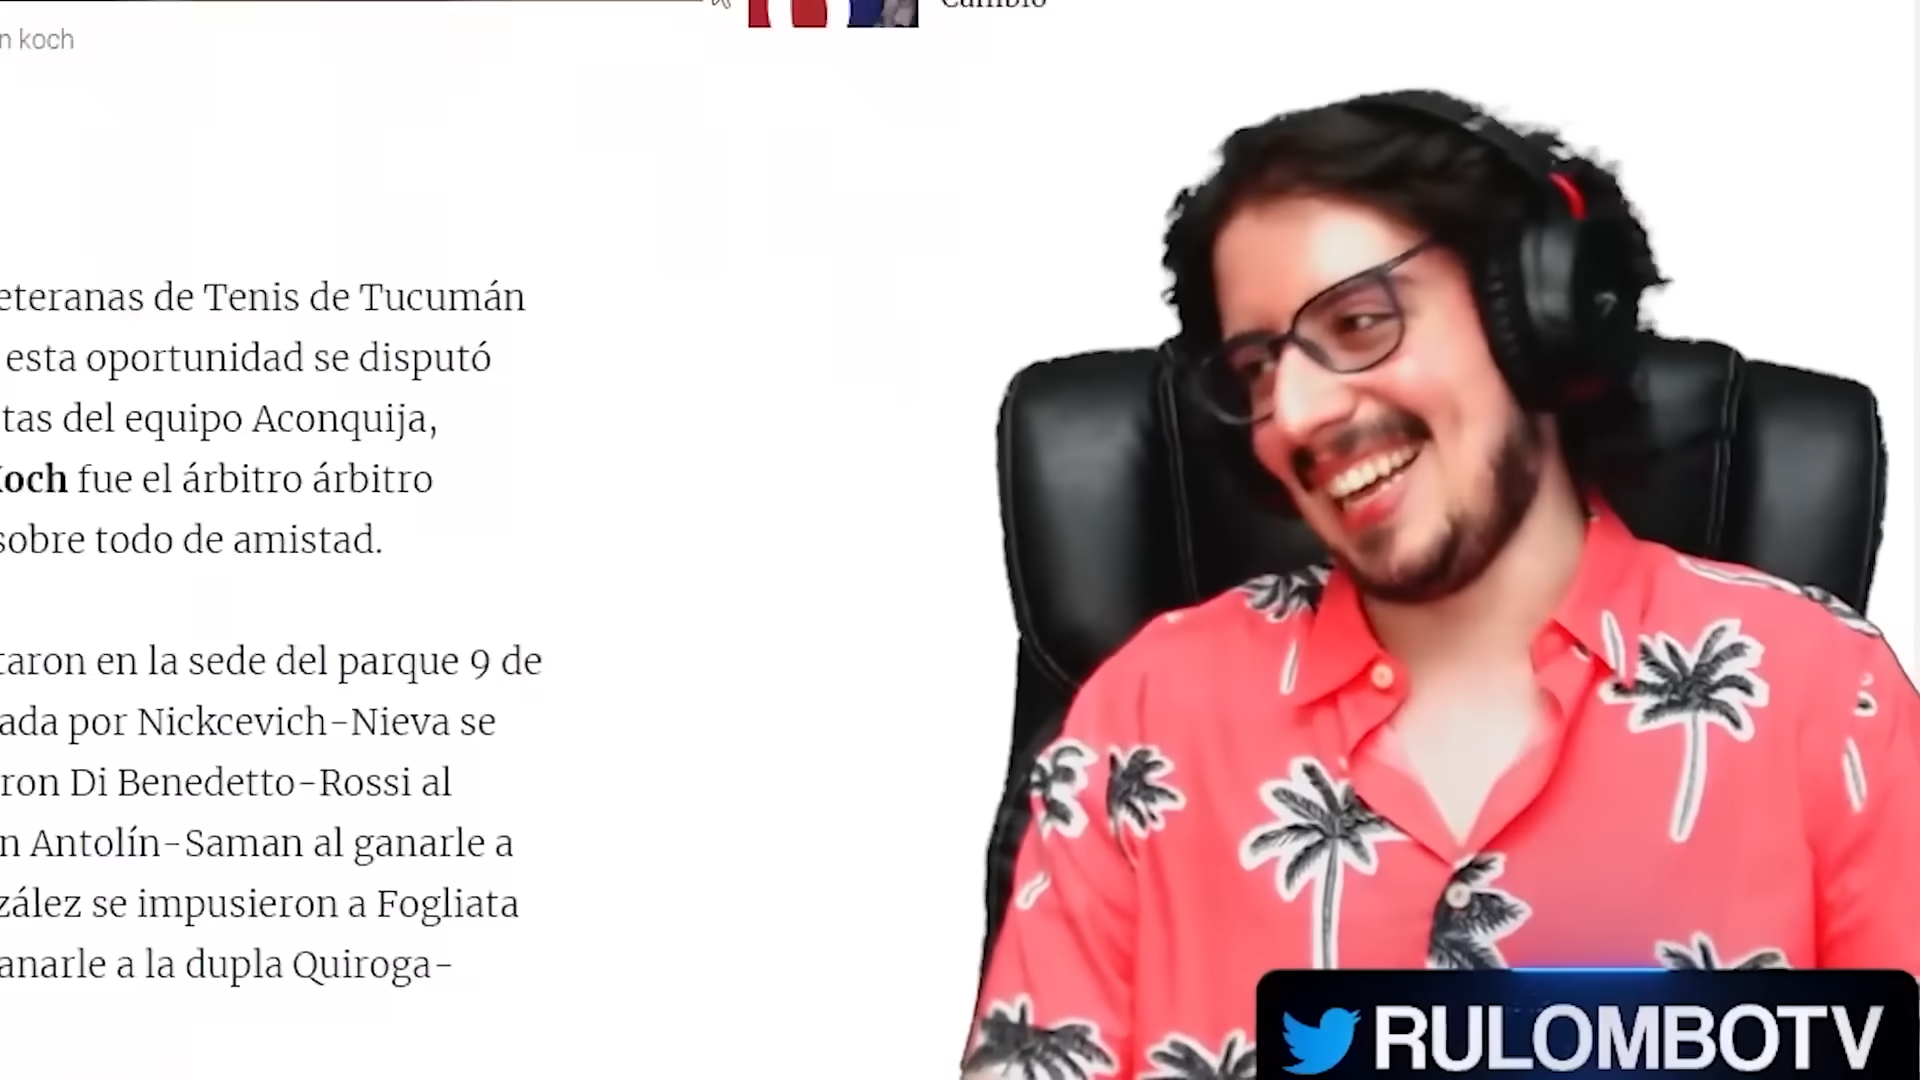 n koch
eteranas de Tenis de Tucumán
esta oportunidad se disputó
tas del equipo Aconquija,
Koch fue el árbitro árbitro
sobre todo de amistad.
taron en la sede del parque 9 de
ada por Nickcevich-Nieva se
ron Di Benedetto-Rossi al
n Antolín-Saman al ganarle a
zález se impusieron a Fogliata
anarle a la dupla Quiroga-
RULOMBOTV